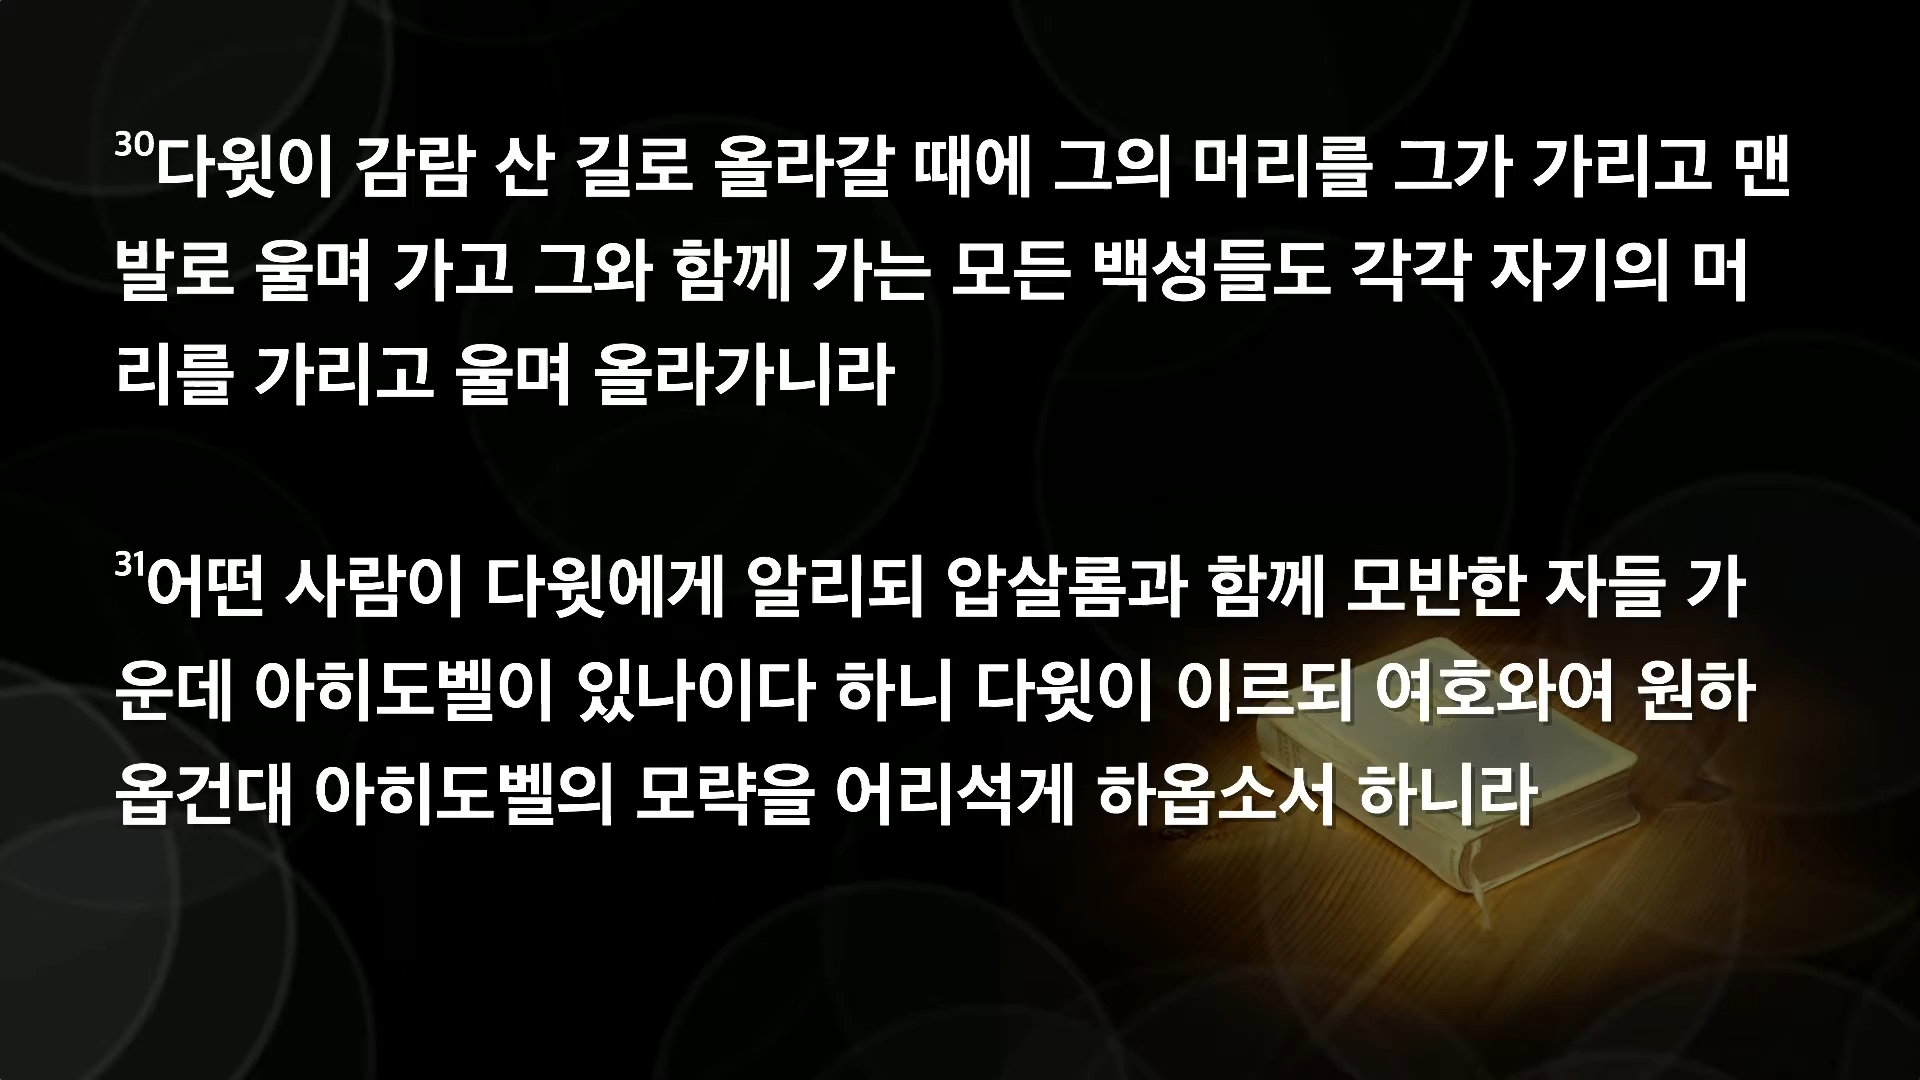 30다윗이 감람 산 길로 올라갈 때에 그의 머리를 그가 가리고 맨
발로 울며 가고 그와 함께 가는 모든 백성들도 각각 자기의 머
리를 가리고 울며 올라가니라
31어떤 사람이 다윗에게 알리되 압살롬과 함께 모반한 자들 가
운데 아히도벨이 있나이다 하니 다윗이 이르되 여호와여 원하
옵건대 아히도벨의 모략을 어리석게 하옵소서 하니라